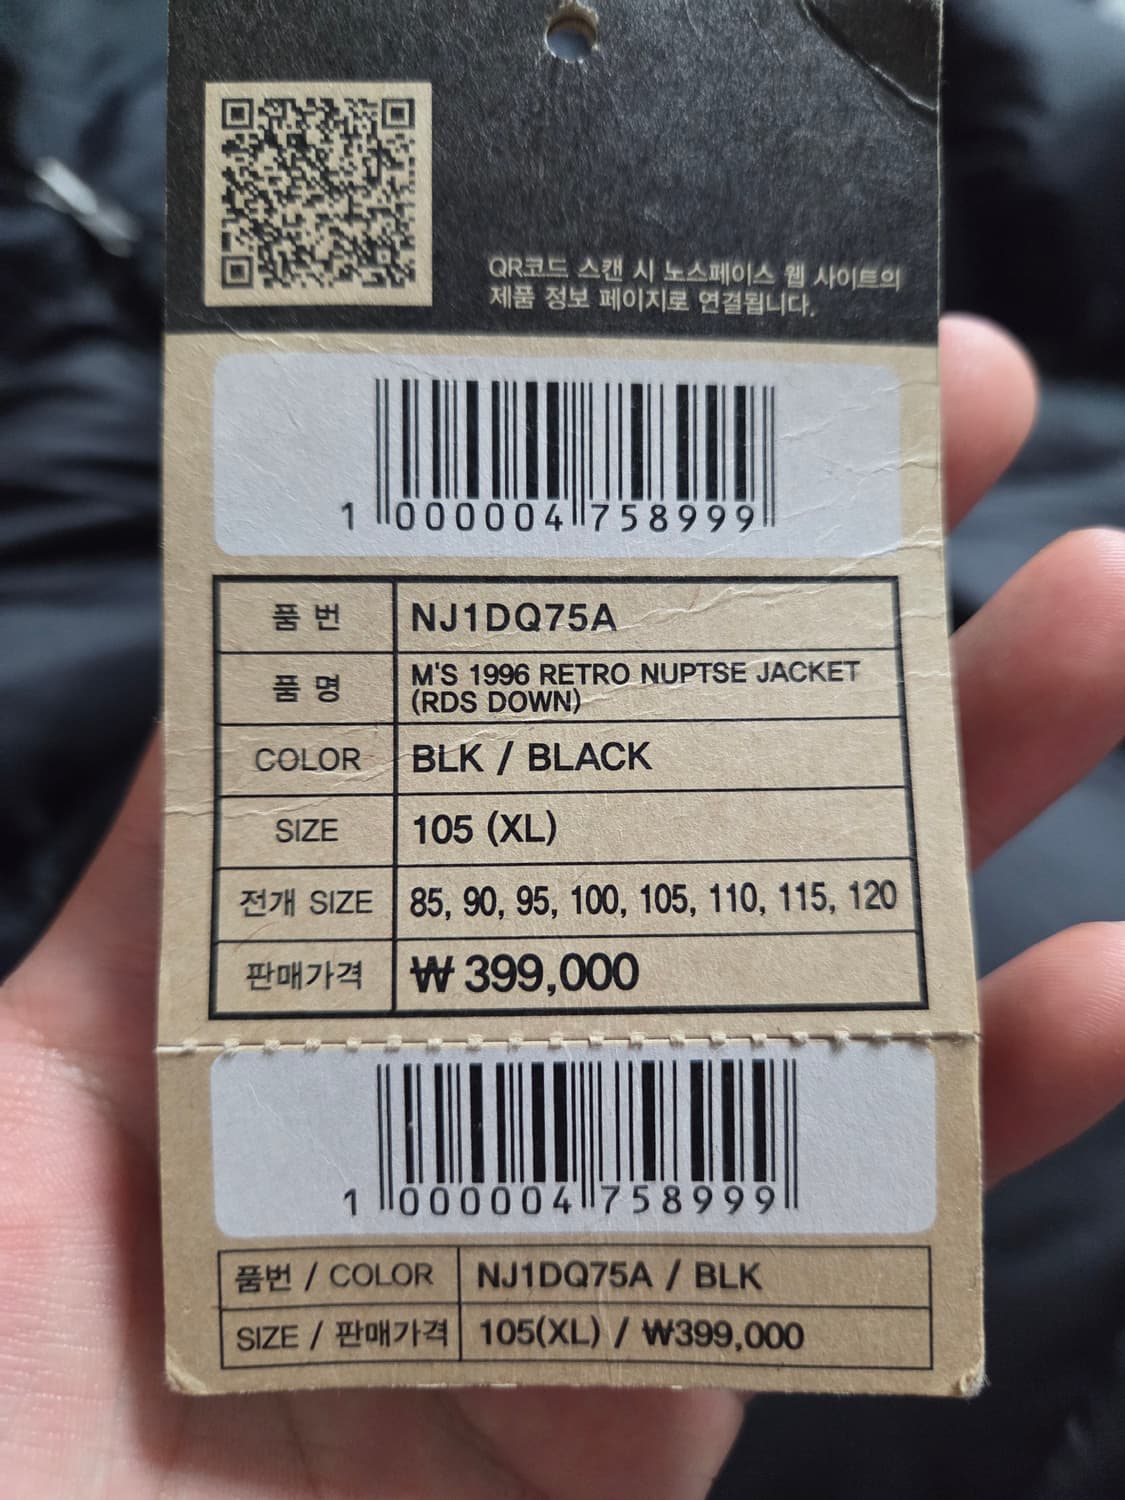 QR코드 스캔 시 노스페이스 웹 사이트의
제품 정보 페이지로 연결됩니다.
1 000004 758999
품 번 NJ1DQ75A
품 명 M'S 1996 RETRO NUPTSE JACKET
(RDS DOWN)
COLOR BLK / BLACK
SIZE 105 (XL)
전개 SIZE 85, 90, 95, 100, 105, 110, 115, 120
판매가격 ₩ 399,000
1 000004 758999
품번 / COLOR NJ1DQ75A / BLK
SIZE / 판매가격 105(XL) / ₩399,000